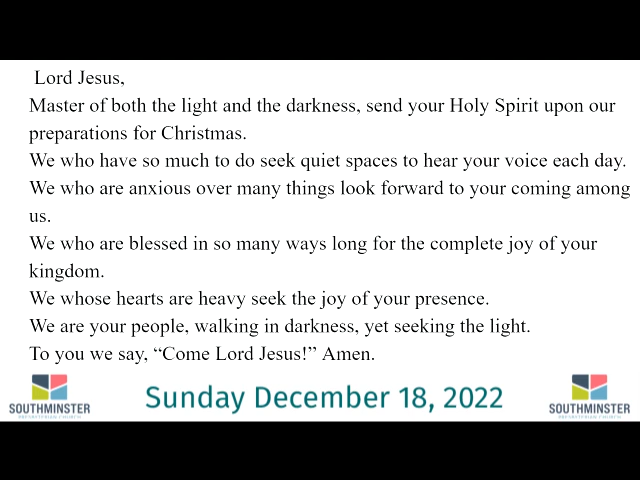 Lord Jesus,
Master of both the light and the darkness, send your Holy Spirit upon our
preparations for Christmas.
We who have so much to do seek quiet spaces to hear your voice each day.
We who are anxious over many things look forward to your coming among
us.
We who are blessed in so many ways long for the complete joy of your
kingdom.
We whose hearts are heavy seek the joy of your presence.
We are your people, walking in darkness, yet seeking the light.
To you we say, “Come Lord Jesus!” Amen.
SOUTHMINSTER
PRESBYTERIAN CHURCH
Sunday December 18, 2022
SOUTHMINSTER
PRESBYTERIAN CHURCH